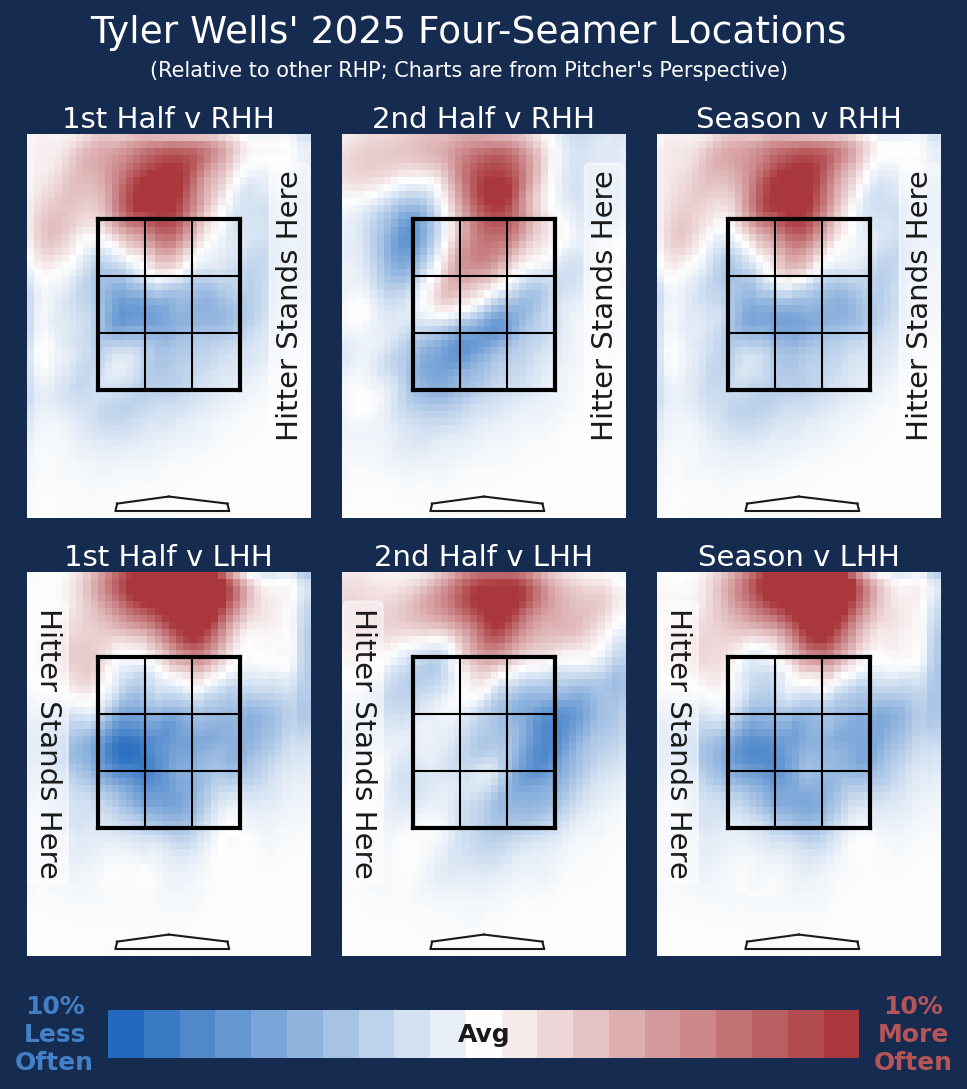 Tyler Wells' 2025 Four-Seamer Locations
(Relative to other RHP; Charts are from Pitcher's Perspective)
1st Half v RHH
2nd Half v RHH
Season v RHH
Hitter Stands Here
Hitter Stands Here
Hitter Stands Here
1st Half v LHH
2nd Half v LHH
Season v LHH
Hitter Stands Here
Hitter Stands Here
Hitter Stands Here
10%
Less
Often
Avg
10%
More
Often